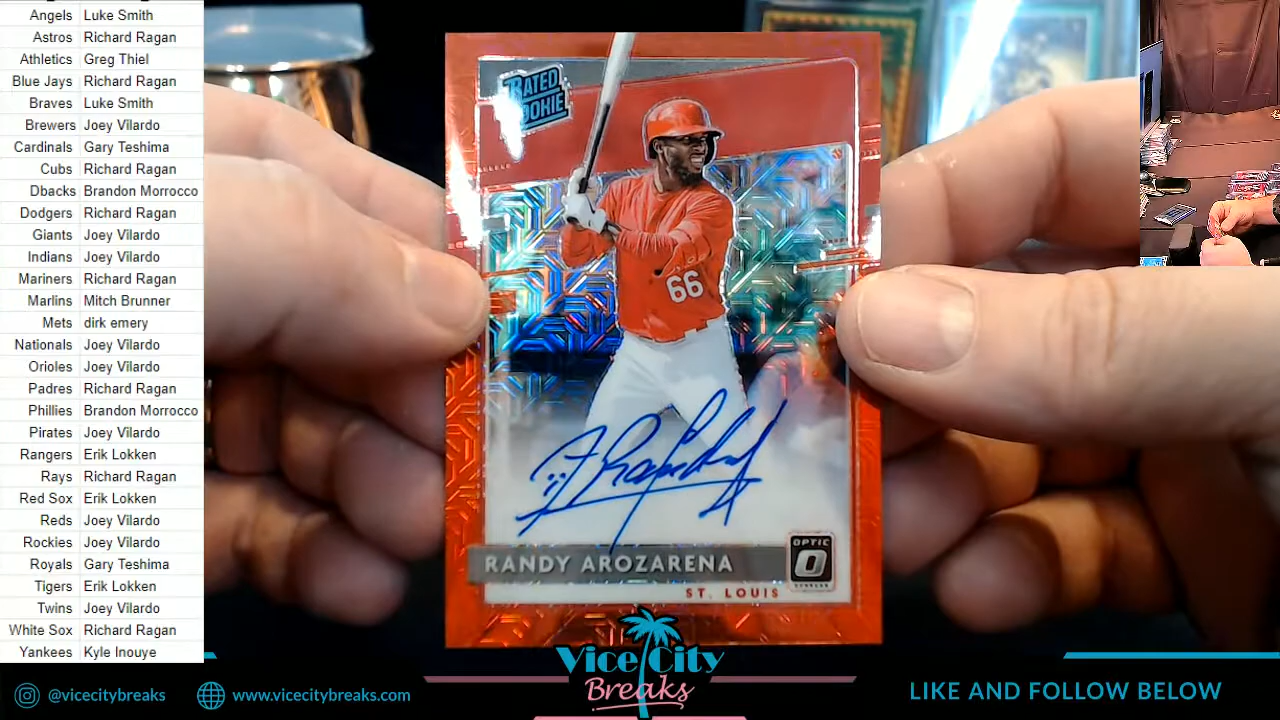 Angels Luke Smith
Astros Richard Ragan
Athletics Greg Thiel
Blue Jays Richard Ragan
Braves Luke Smith
Brewers Joey Vilardo
Cardinals Gary Teshima
Cubs Richard Ragan
Dbacks Brandon Morrocco
Dodgers Richard Ragan
Giants Joey Vilardo
Indians Joey Vilardo
Mariners Richard Ragan
Marlins Mitch Brunner
Mets dirk emery
Nationals Joey Vilardo
Orioles Joey Vilardo
Padres Richard Ragan
Phillies Brandon Morrocco
Pirates Joey Vilardo
Rangers Erik Lokken
Rays Richard Ragan
Red Sox Erik Lokken
Reds Joey Vilardo
Rockies Joey Vilardo
Royals Gary Teshima
Tigers Erik Lokken
Twins Joey Vilardo
White Sox Richard Ragan
Yankees Kyle Inouye
RATED
ROOKIE
66
RANDY AROZARENA
OPTIC
ST. LOUIS
Vice City
Breaks
@vicecitybreaks
www.vicecitybreaks.com
LIKE AND FOLLOW BELOW